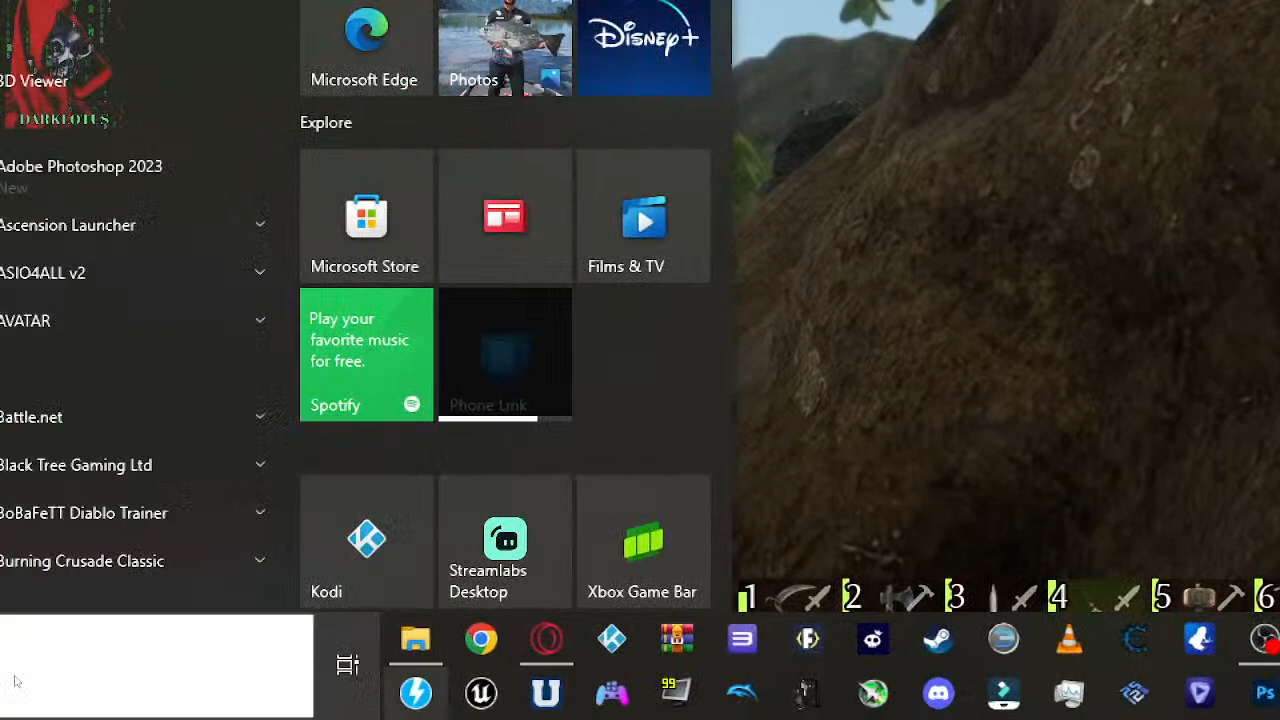 Microsoft Edge
Photos
Disney+
3D Viewer
DARKLOTUS
Explore
Adobe Photoshop 2023
New
Ascension Launcher
Microsoft Store
Films & TV
ASIO4ALL v2
AVATAR
Play your
favorite music
for free.
Spotify
Phone Link
Battle.net
Black Tree Gaming Ltd
BoBaFeTT Diablo Trainer
Burning Crusade Classic
Kodi
Streamlabs
Desktop
Xbox Game Bar
1 2 3 4 5 6
99
Ps